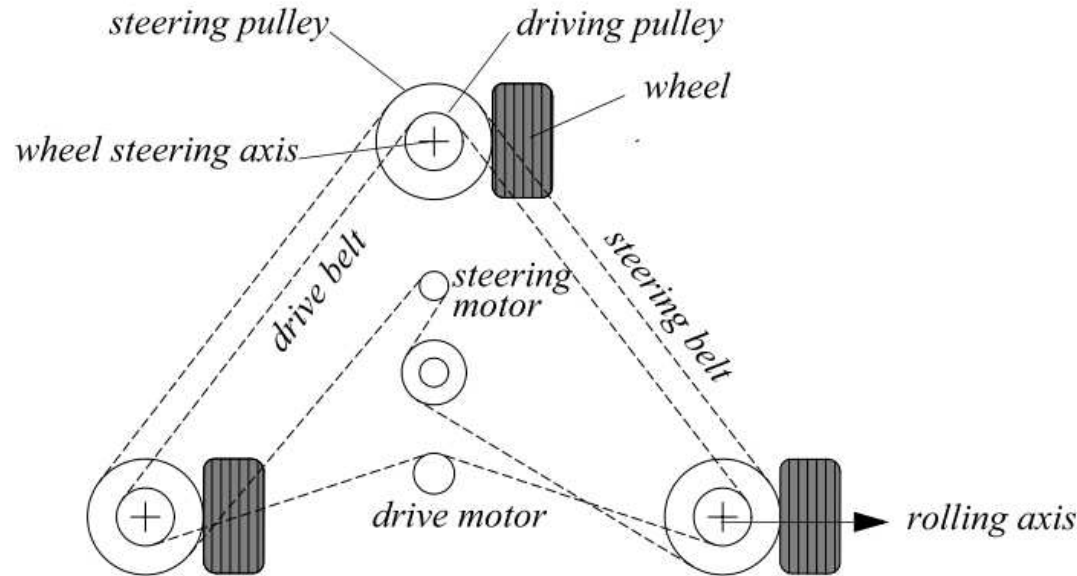 steering pulley
driving pulley
wheel
wheel steering axis
drive belt
steering belt
steering
motor
drive motor
rolling axis